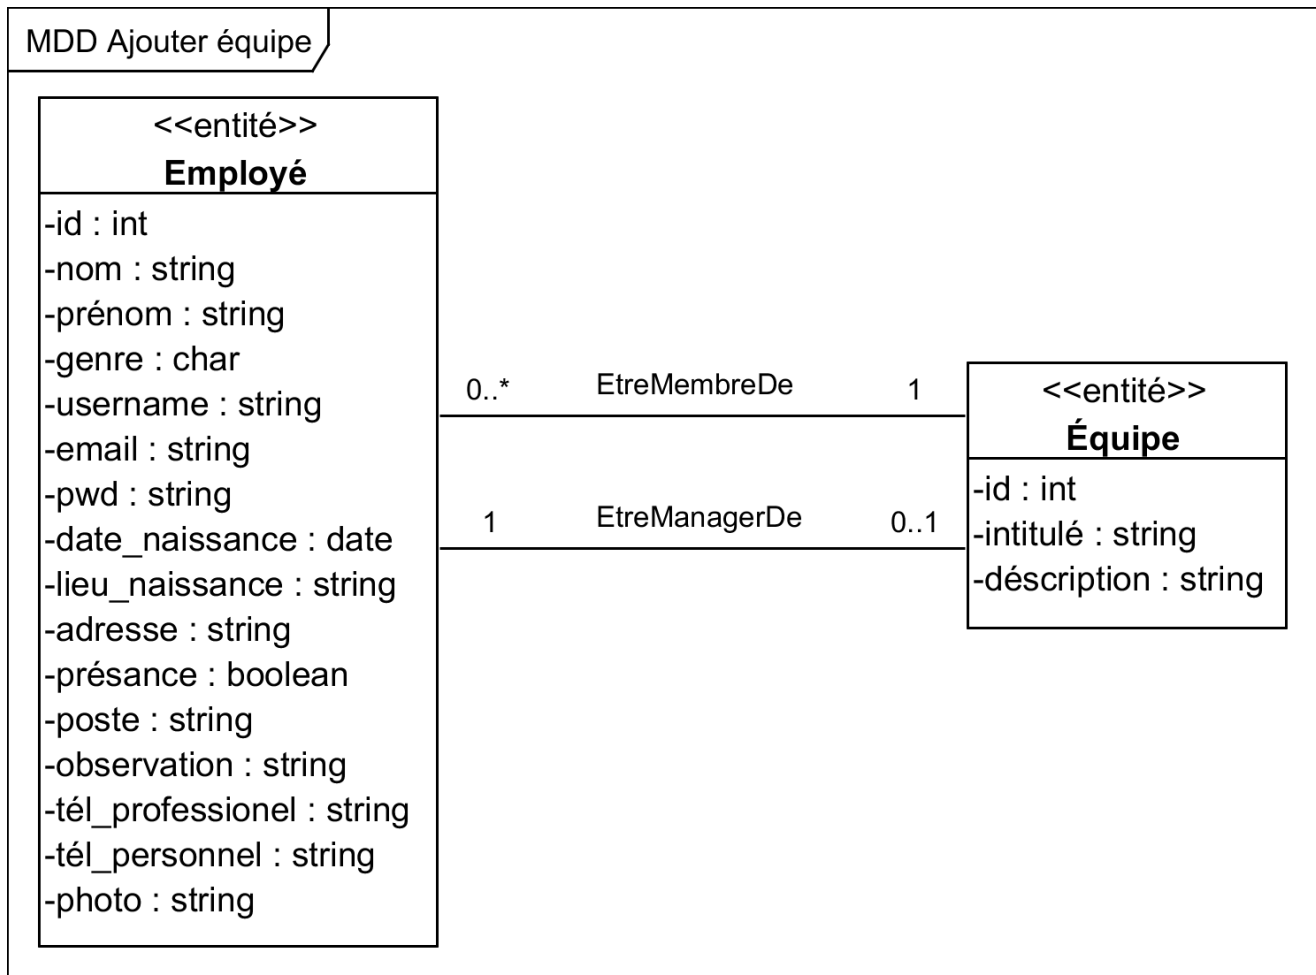 MDD Ajouter équipe
<<entité>>
Employé
-id : int
-nom : string
-prénom : string
-genre : char
-username : string
-email : string
-pwd : string
-date_naissance : date
-lieu_naissance : string
-adresse : string
-présance : boolean
-poste : string
-observation : string
-tél_professionel : string
-tél_personnel : string
-photo : string
0..* EtreMembreDe 1
1 EtreManagerDe 0..1
<<entité>>
Équipe
-id : int
-intitulé : string
-déscription : string